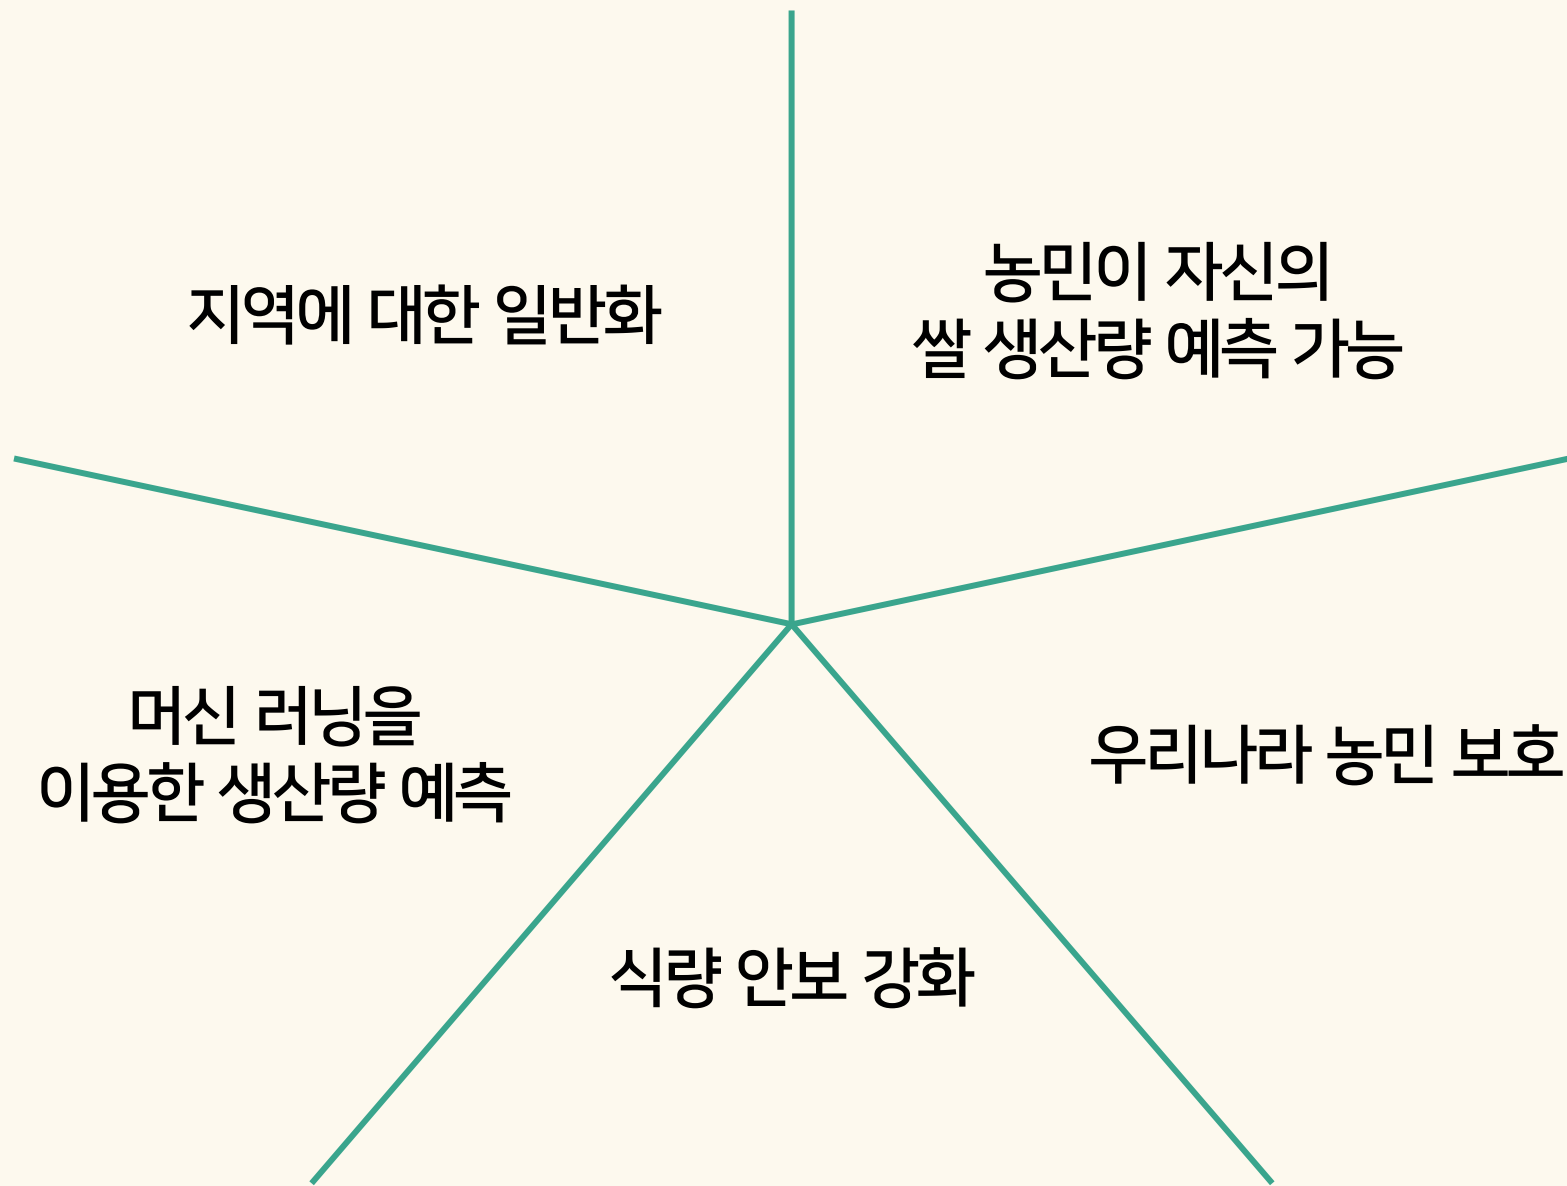 지역에 대한 일반화
농민이 자신의
쌀 생산량 예측 가능
머신 러닝을
이용한 생산량 예측
우리나라 농민 보호
식량 안보 강화